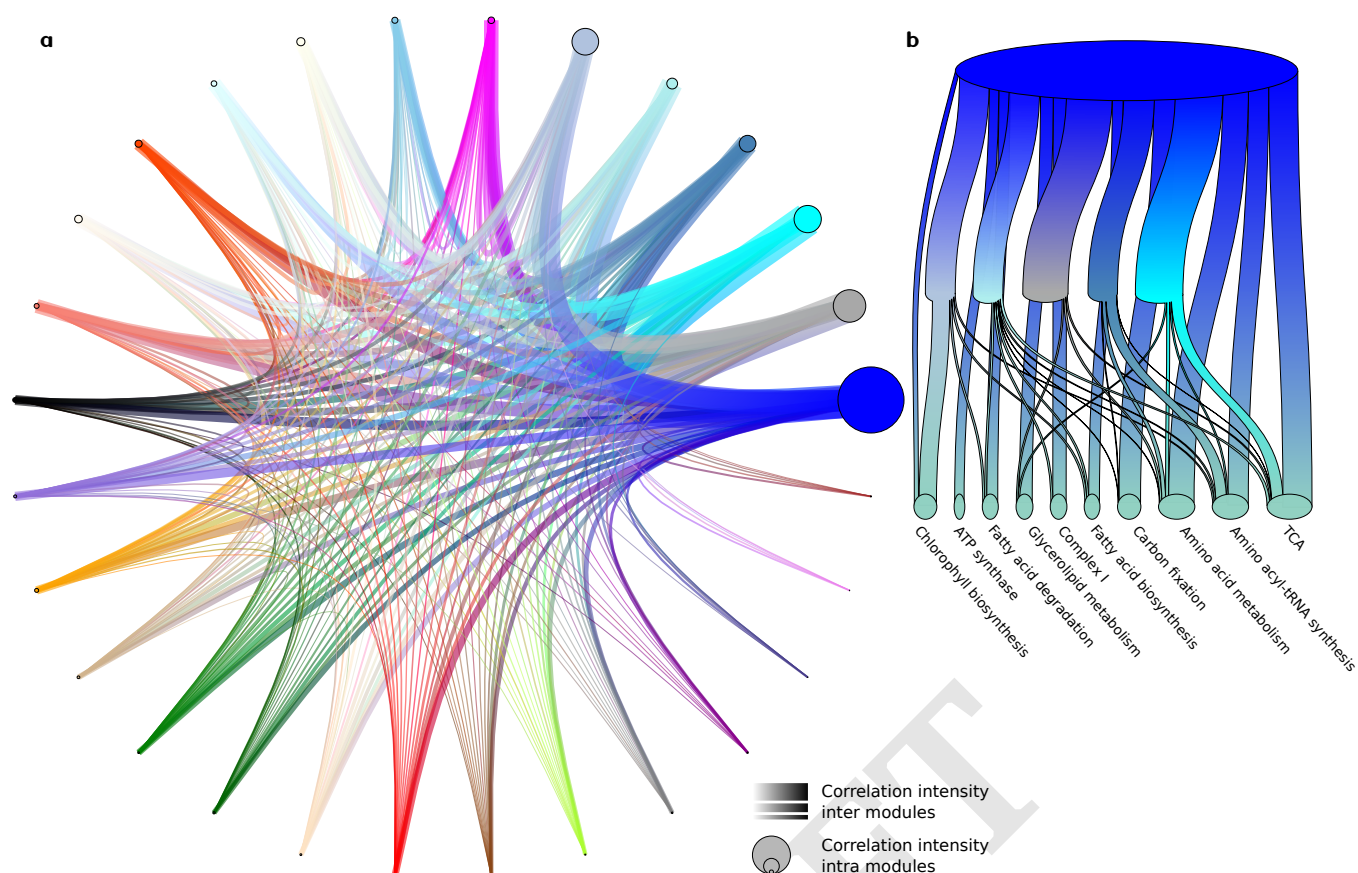 a
b
Chlorophyll biosynthesis
ATP synthase
Fatty acid degradation
Glycerolipid metabolism
Complex I
Fatty acid biosynthesis
Carbon fixation
Amino acid metabolism
Amino acyl-tRNA synthesis
TCA
Correlation intensity
inter modules
Correlation intensity
intra modules
ET